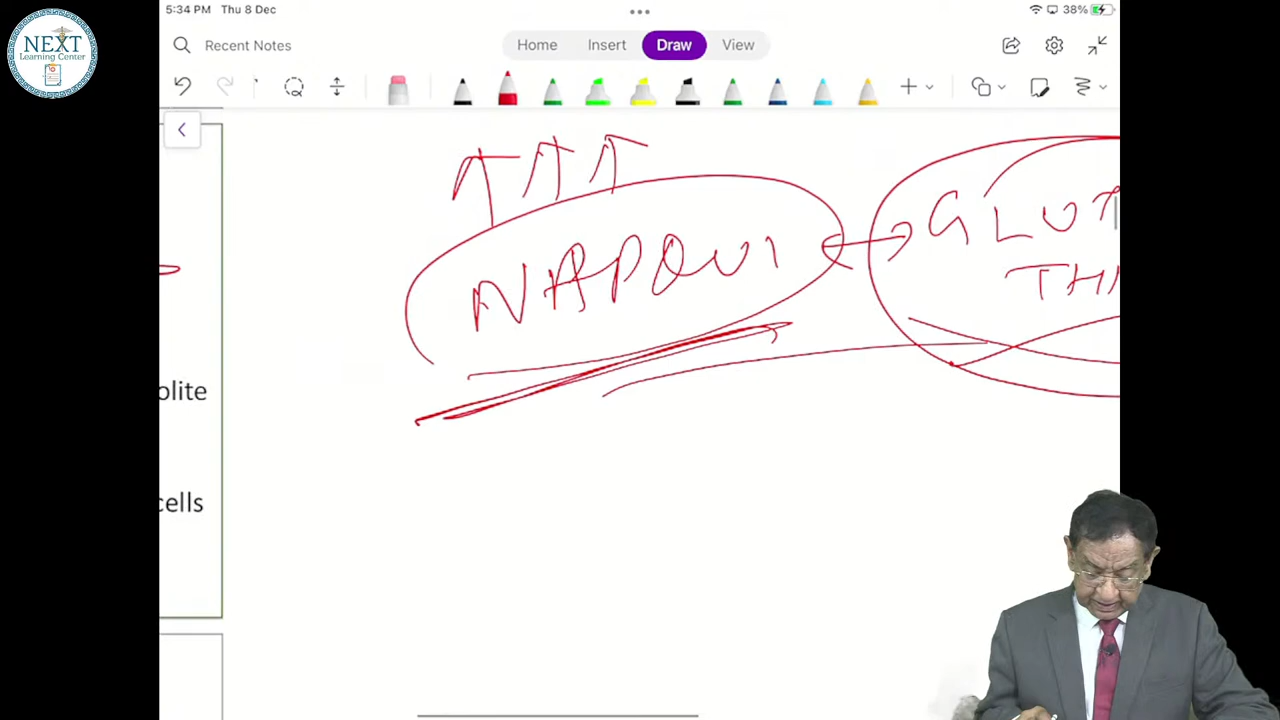 5:34 PM Thu 8 Dec
38%
NEXT
Learning Center
Recent Notes
Home Insert Draw View
NAPQUI
GLUT
TH
olite
cells